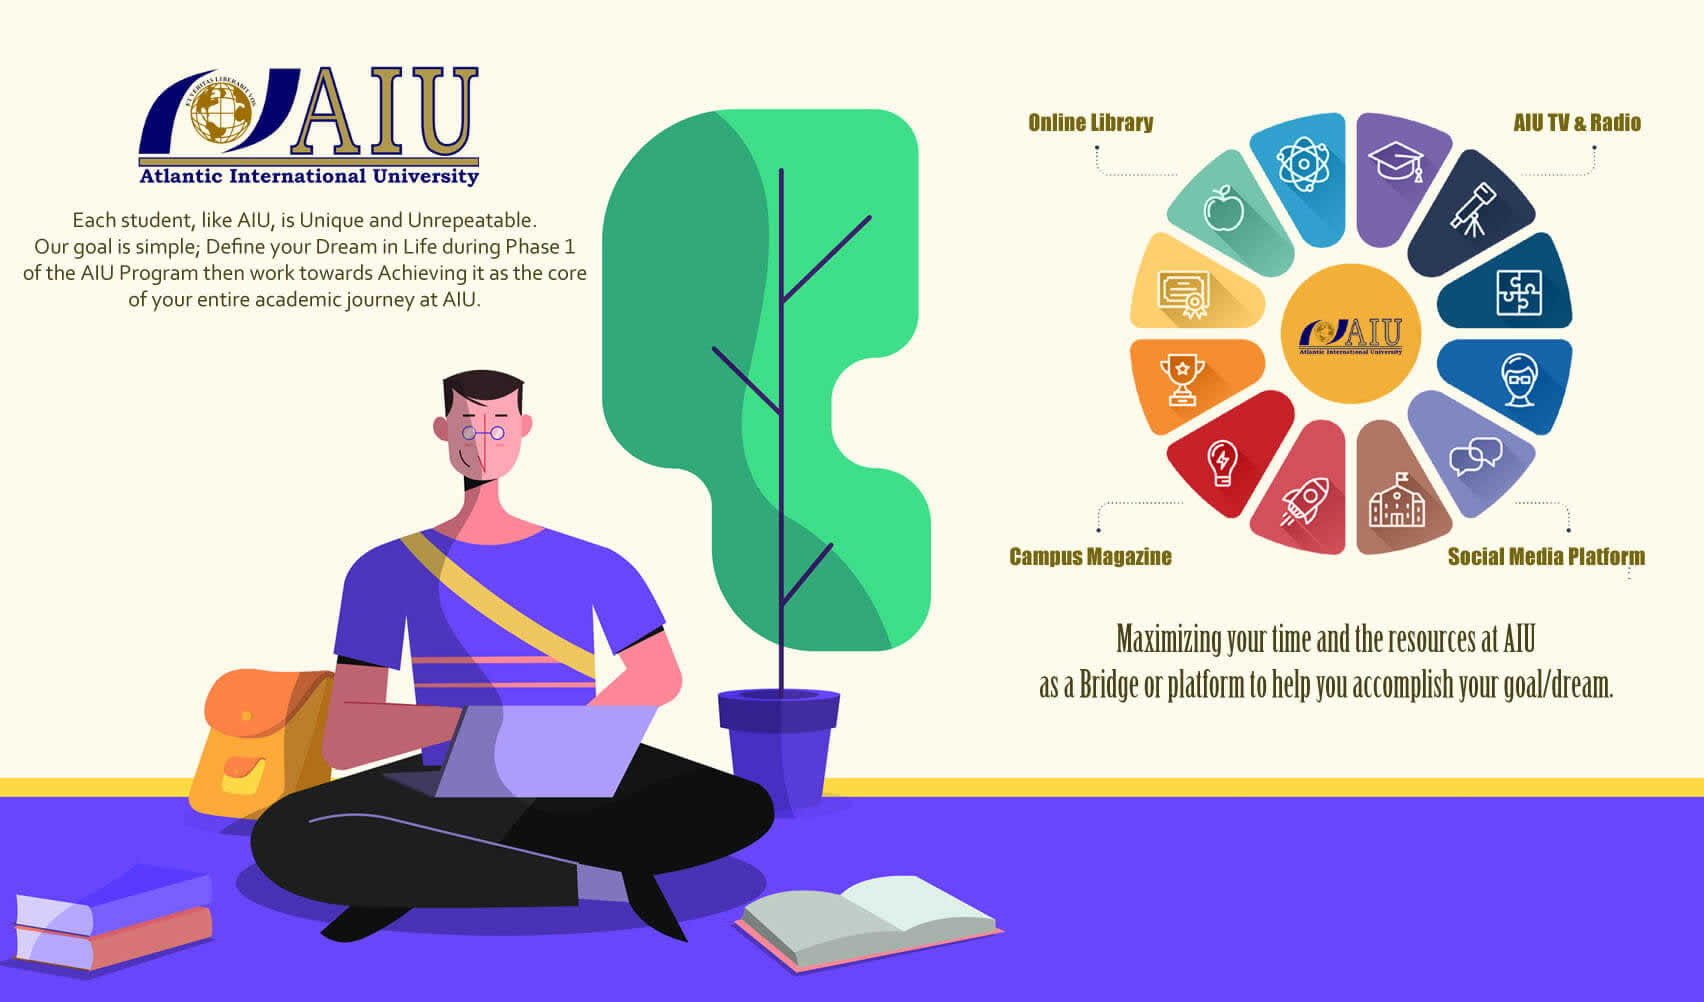 ET VERITAS LIBERABIT VOS
AIU
Atlantic International University
Each student, like AIU, is Unique and Unrepeatable.
Our goal is simple; Define your Dream in Life during Phase 1
of the AIU Program then work towards Achieving it as the core
of your entire academic journey at AIU.
Online Library
AIU TV & Radio
AIU
Atlantic International University
Campus Magazine
Social Media Platform
Maximizing your time and the resources at AIU
as a Bridge or platform to help you accomplish your goal/dream.